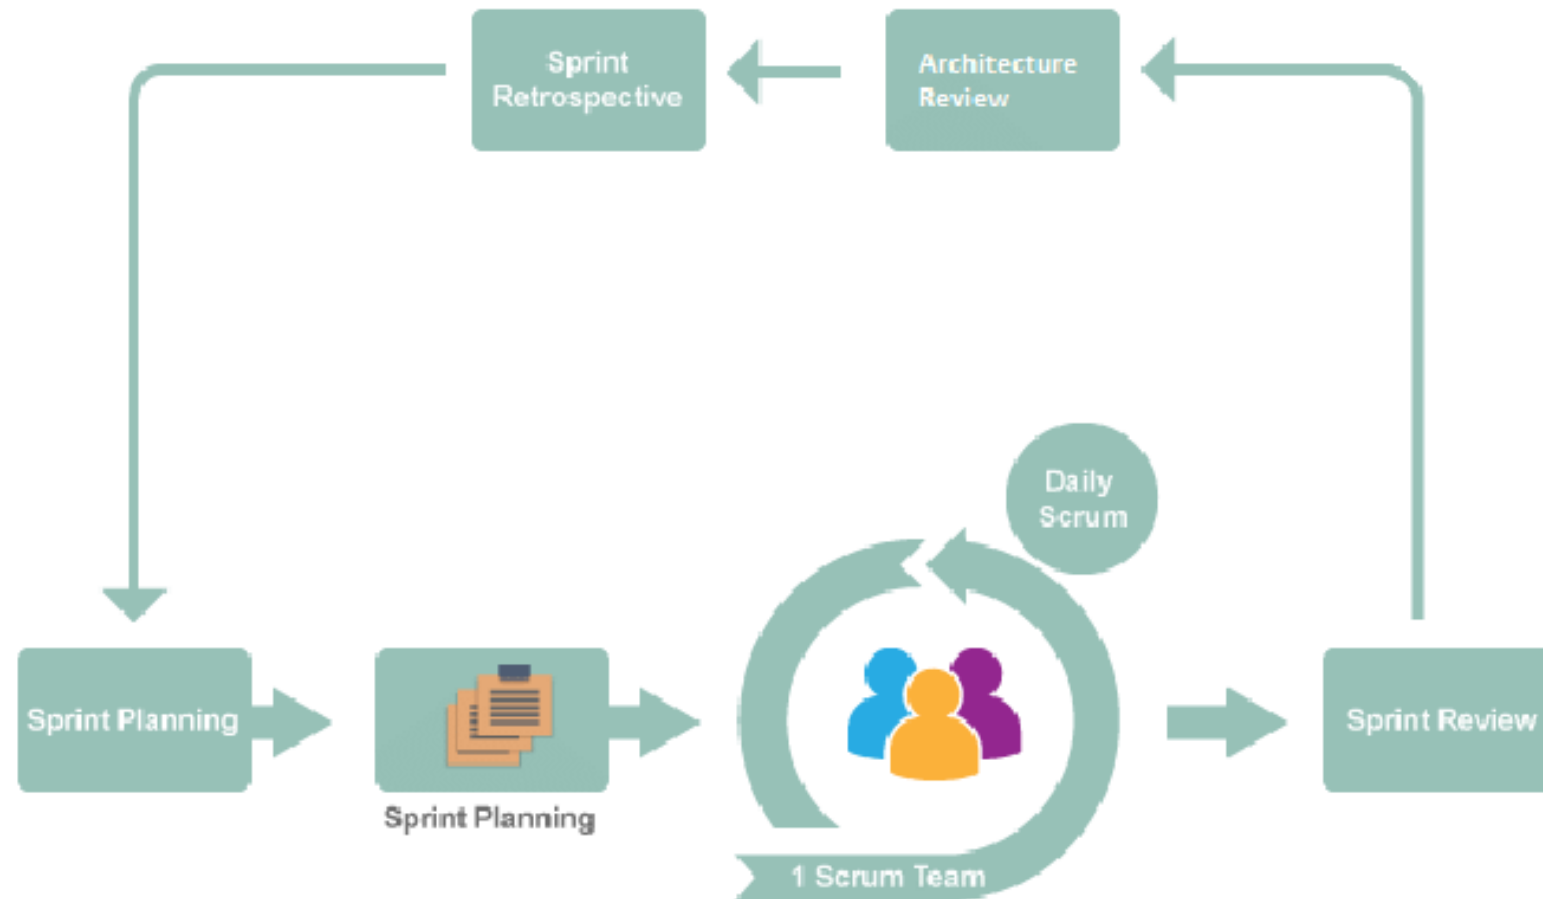 Sprint
Retrospective
Architecture
Review
Daily
Scrum
Sprint Planning
Sprint Planning
1 Scrum Team
Sprint Review